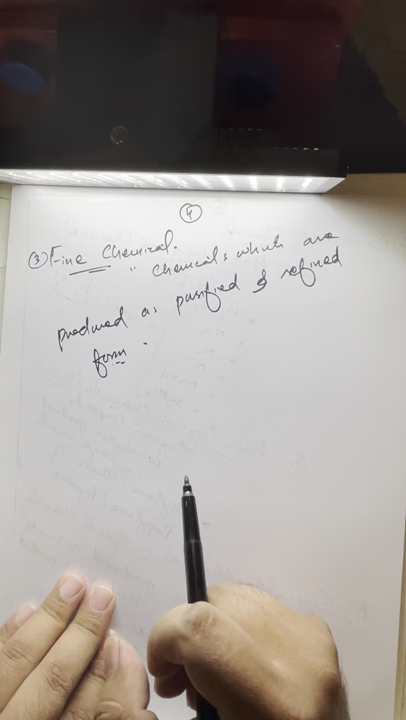 4
③ Fine Chemical.
" Chemicals which are
produced as purified & refined
form.